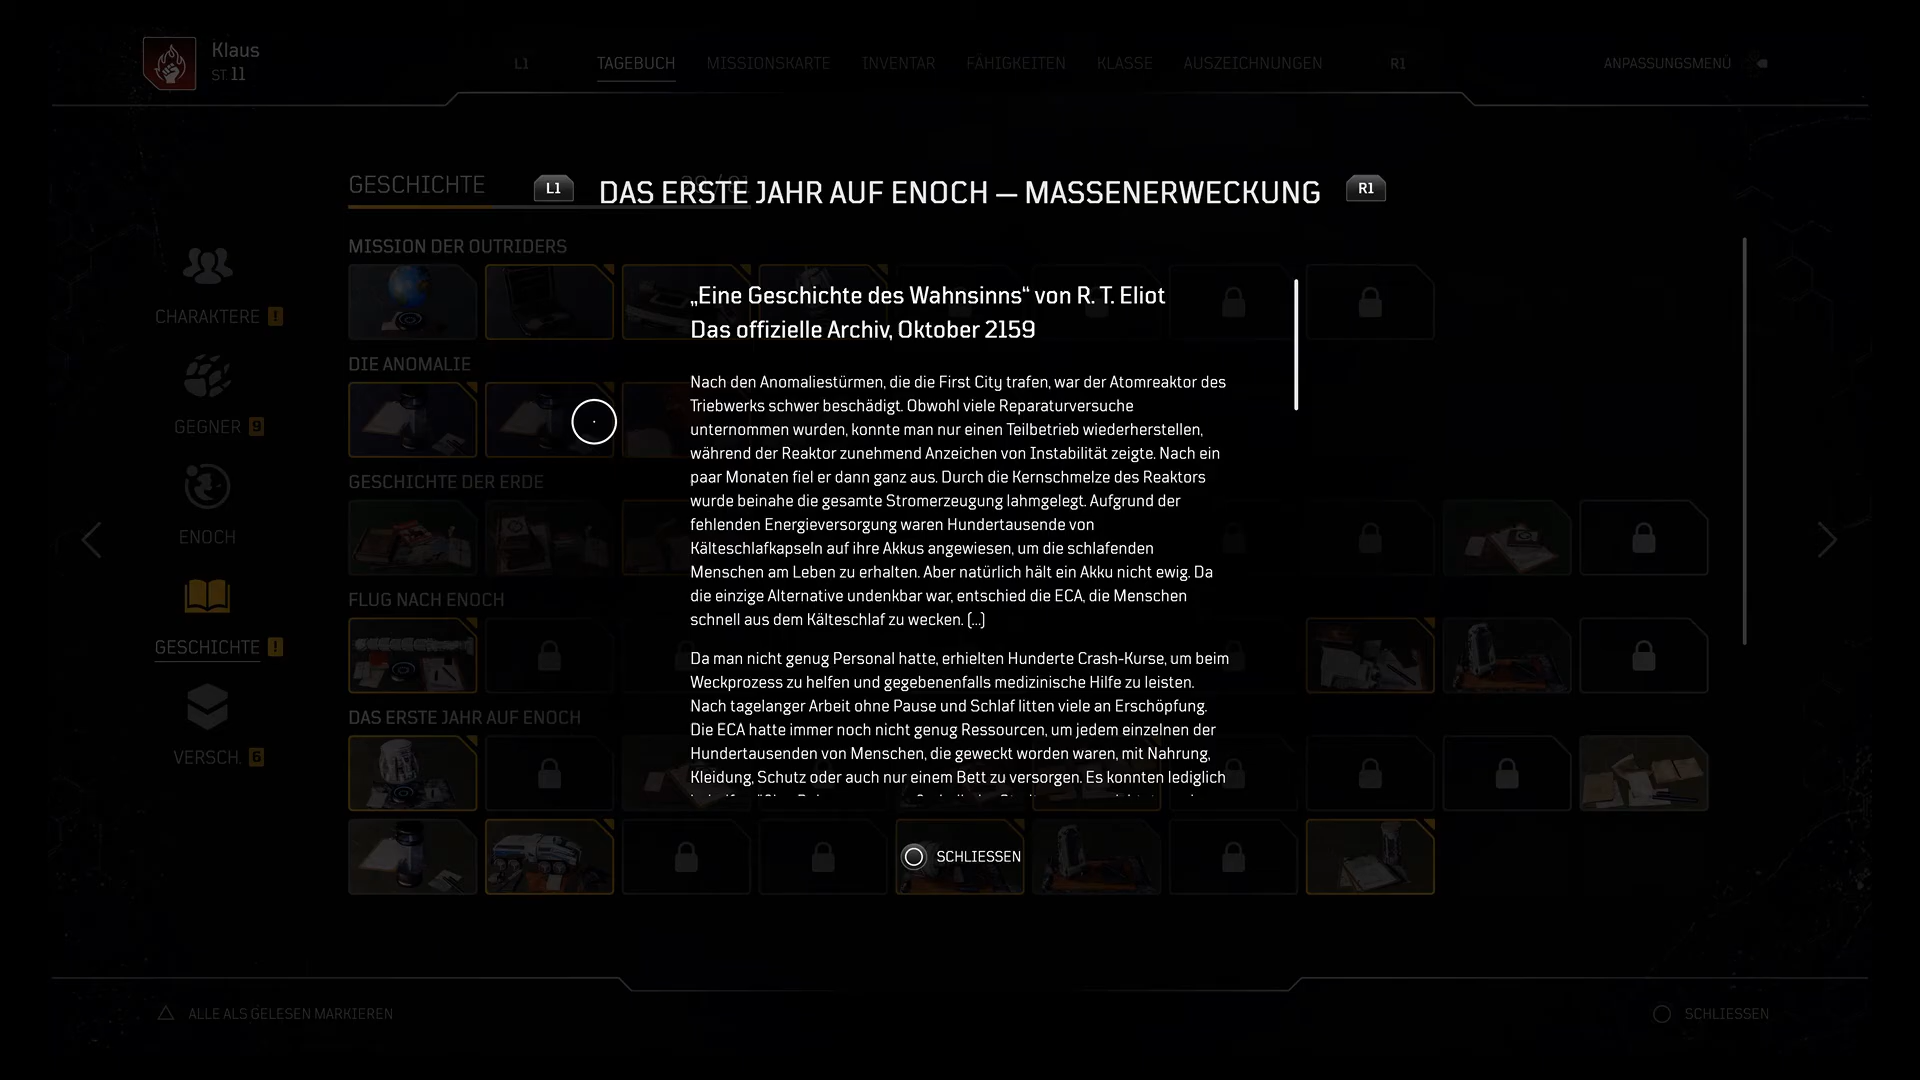 Klaus
ST. 11
L1
TAGEBUCH
MISSIONSKARTE
INVENTAR
FÄHIGKEITEN
KLASSE
AUSZEICHNUNGEN
R1
ANPASSUNGSMENÜ
GESCHICHTE
L1
DAS ERSTE JAHR AUF ENOCH — MASSENERWECKUNG
R1
MISSION DER OUTRIDERS
„Eine Geschichte des Wahnsinns“ von R. T. Eliot
Das offizielle Archiv, Oktober 2159
CHARAKTERE !
DIE ANOMALIE
Nach den Anomaliestürmen, die die First City trafen, war der Atomreaktor des
Triebwerks schwer beschädigt. Obwohl viele Reparaturversuche
unternommen wurden, konnte man nur einen Teilbetrieb wiederherstellen,
während der Reaktor zunehmend Anzeichen von Instabilität zeigte. Nach ein
paar Monaten fiel er dann ganz aus. Durch die Kernschmelze des Reaktors
wurde beinahe die gesamte Stromerzeugung lahmgelegt. Aufgrund der
fehlenden Energieversorgung waren Hundertausende von
Kälteschlafkapseln auf ihre Akkus angewiesen, um die schlafenden
Menschen am Leben zu erhalten. Aber natürlich hält ein Akku nicht ewig. Da
die einzige Alternative undenkbar war, entschied die ECA, die Menschen
schnell aus dem Kälteschlaf zu wecken. (...)
Da man nicht genug Personal hatte, erhielten Hunderte Crash-Kurse, um beim
Weckprozess zu helfen und gegebenenfalls medizinische Hilfe zu leisten.
Nach tagelanger Arbeit ohne Pause und Schlaf litten viele an Erschöpfung.
Die ECA hatte immer noch nicht genug Ressourcen, um jedem einzelnen der
Hundertausenden von Menschen, die geweckt worden waren, mit Nahrung,
Kleidung, Schutz oder auch nur einem Bett zu versorgen. Es konnten lediglich
GEGNER 9
GESCHICHTE DER ERDE
ENOCH
FLUG NACH ENOCH
GESCHICHTE !
DAS ERSTE JAHR AUF ENOCH
VERSCH. 6
SCHLIESSEN
ALLE ALS GELESEN MARKIEREN
SCHLIESSEN